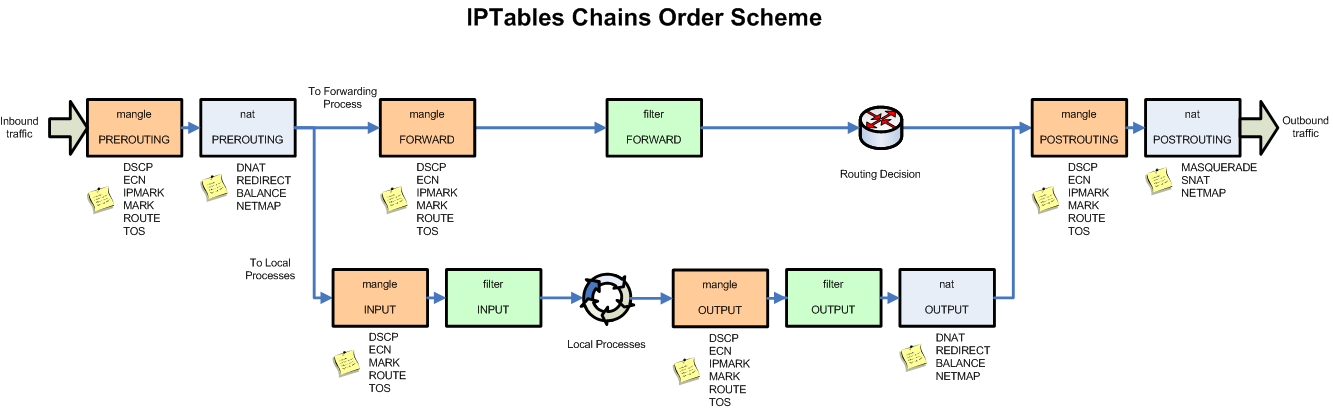 IPTables Chains Order Scheme
Inbound
traffic
mangle
PREROUTING
DSCP
ECN
IPMARK
MARK
ROUTE
TOS
nat
PREROUTING
DNAT
REDIRECT
BALANCE
NETMAP
To Forwarding
Process
mangle
FORWARD
DSCP
ECN
IPMARK
MARK
ROUTE
TOS
filter
FORWARD
Routing Decision
mangle
POSTROUTING
DSCP
ECN
IPMARK
MARK
ROUTE
TOS
nat
POSTROUTING
MASQUERADE
SNAT
NETMAP
Outbound
traffic
To Local
Processes
mangle
INPUT
DSCP
ECN
MARK
ROUTE
TOS
filter
INPUT
Local Processes
mangle
OUTPUT
DSCP
ECN
IPMARK
MARK
ROUTE
TOS
filter
OUTPUT
nat
OUTPUT
DNAT
REDIRECT
BALANCE
NETMAP